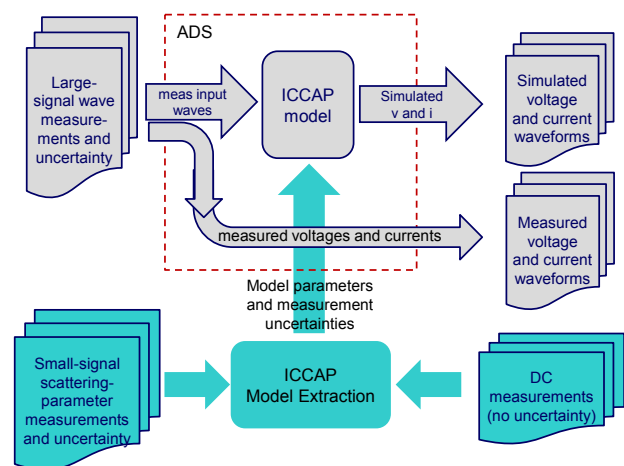 ADS
Large-
signal wave
measure-
ments and
uncertainty
meas input
waves
ICCAP
model
Simulated
v and i
Simulated
voltage
and current
waveforms
measured voltages and currents
Measured
voltage
and current
waveforms
Model parameters
and measurement
uncertainties
Small-signal
scattering-
parameter
measurements
and uncertainty
ICCAP
Model Extraction
DC
measurements
(no uncertainty)